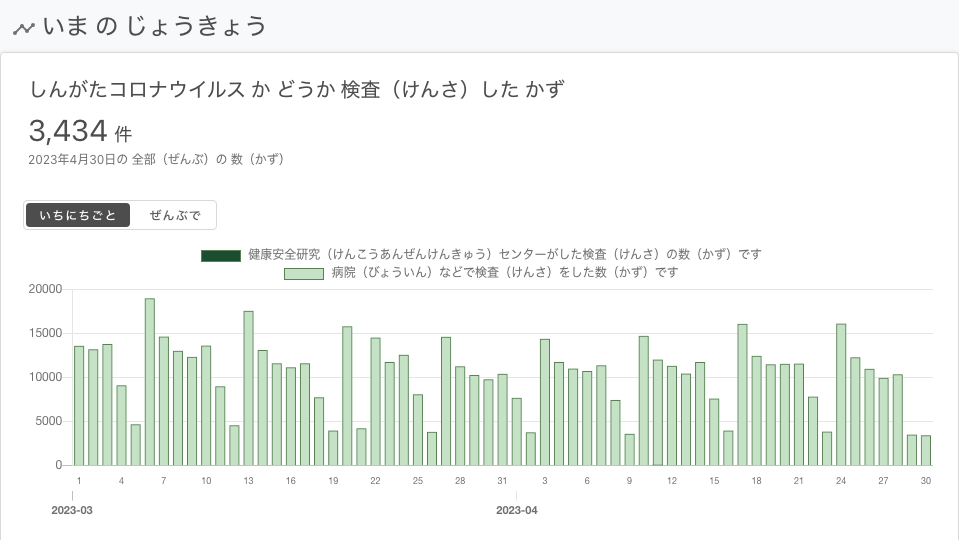 いま の じょうきょう
しんがたコロナウイルス か どうか 検査（けんさ）した かず
3,434 件
2023年4月30日の 全部（ぜんぶ）の 数（かず）
いちにちごと ぜんぶで
健康安全研究（けんこうあんぜんけんきゅう）センターがした検査（けんさ）の数（かず）です
病院（びょういん）などで検査（けんさ）をした数（かず）です
20000
15000
10000
5000
0
1 4 7 10 13 16 19 22 25 28 31 3 6 9 12 15 18 21 24 27 30
2023-03 2023-04